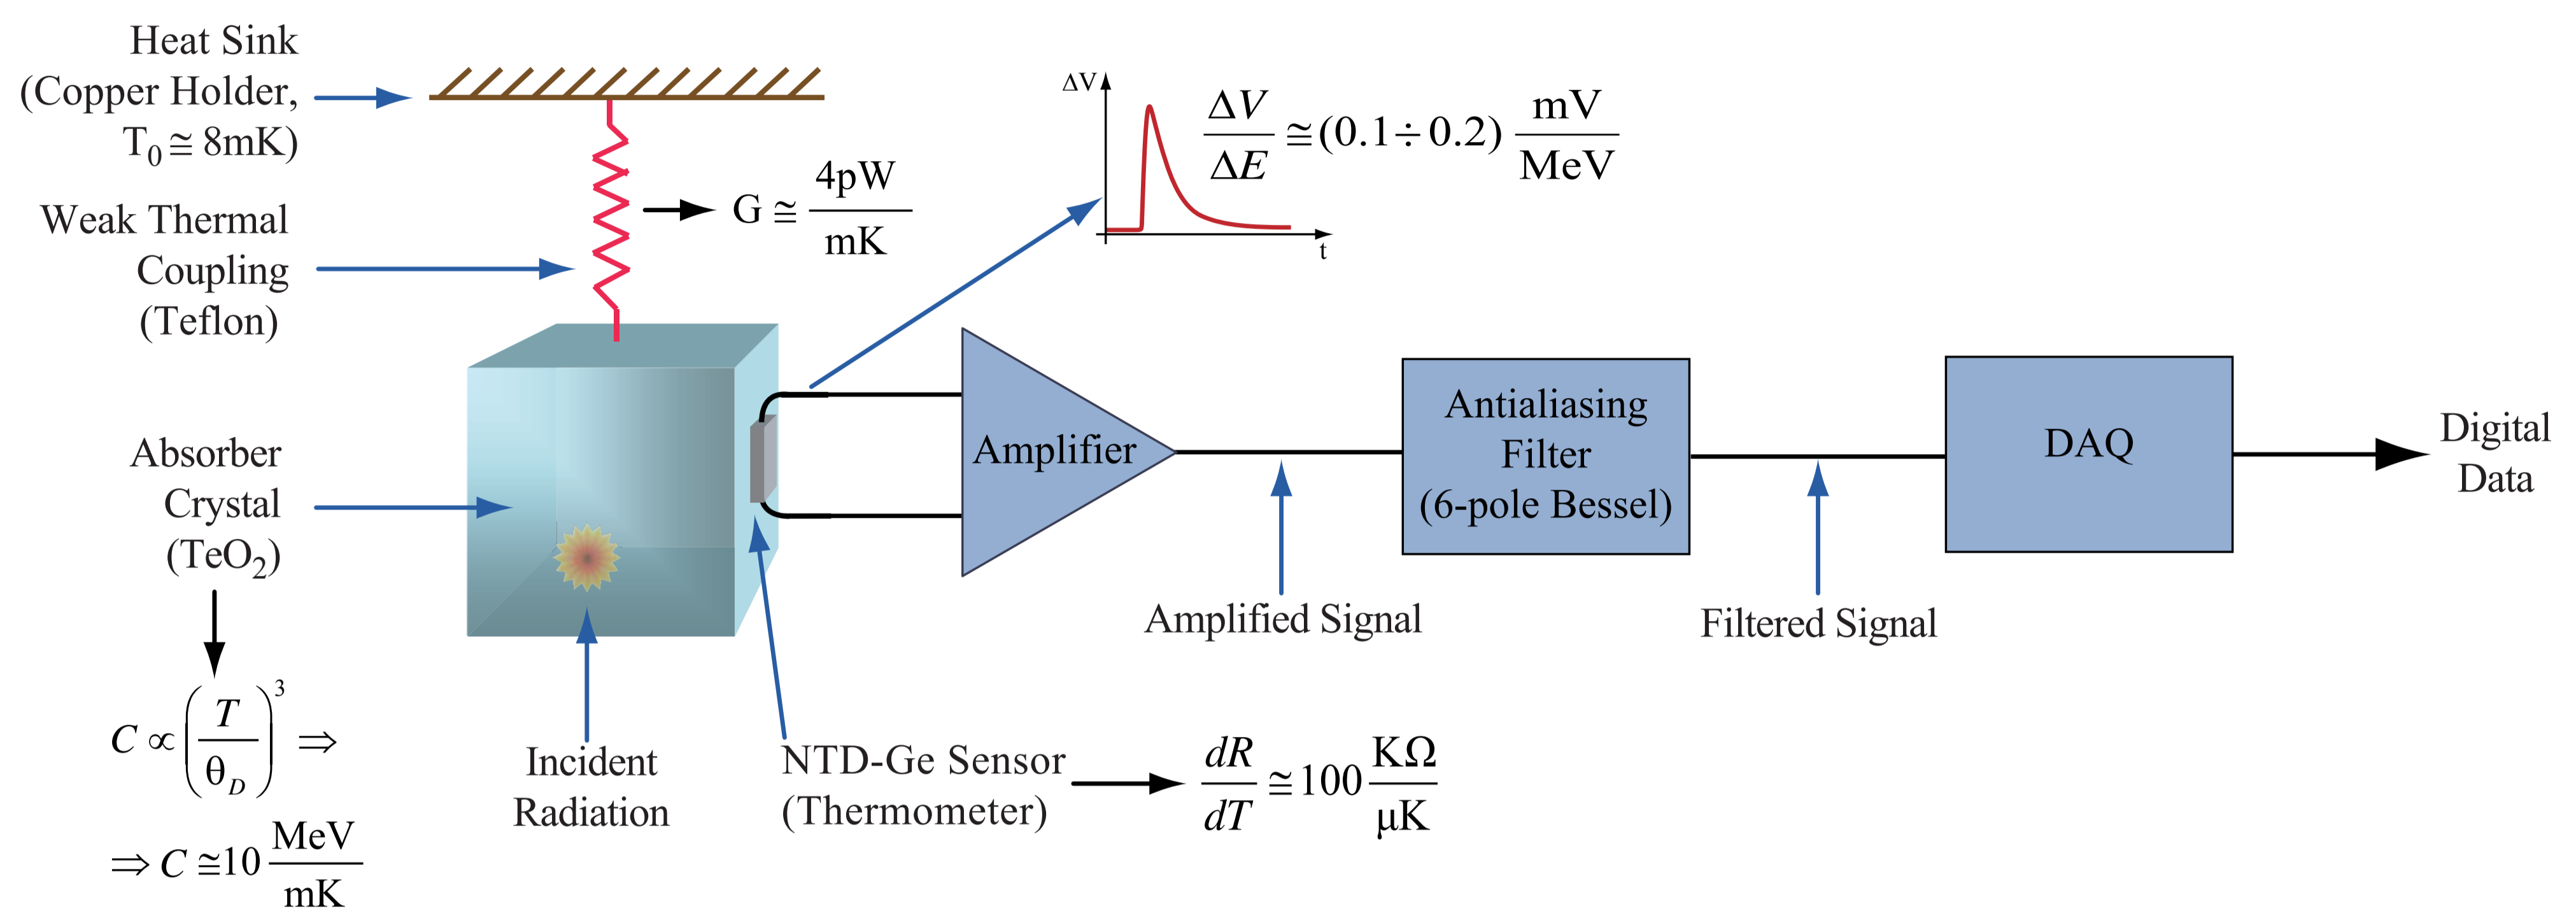 Heat Sink
(Copper Holder,
T₀ ≅ 8mK)
Weak Thermal
Coupling
(Teflon)
G ≅ 4pW/mK
ΔV
t
ΔV/ΔE ≅ (0.1 ÷ 0.2) mV/MeV
Absorber
Crystal
(TeO₂)
C ∝ (T/θ_D)³ ⇒
⇒ C ≅ 10 MeV/mK
Incident
Radiation
NTD-Ge Sensor
(Thermometer)
dR/dT ≅ 100 KΩ/μK
Amplifier
Amplified Signal
Antialiasing
Filter
(6-pole Bessel)
Filtered Signal
DAQ
Digital
Data